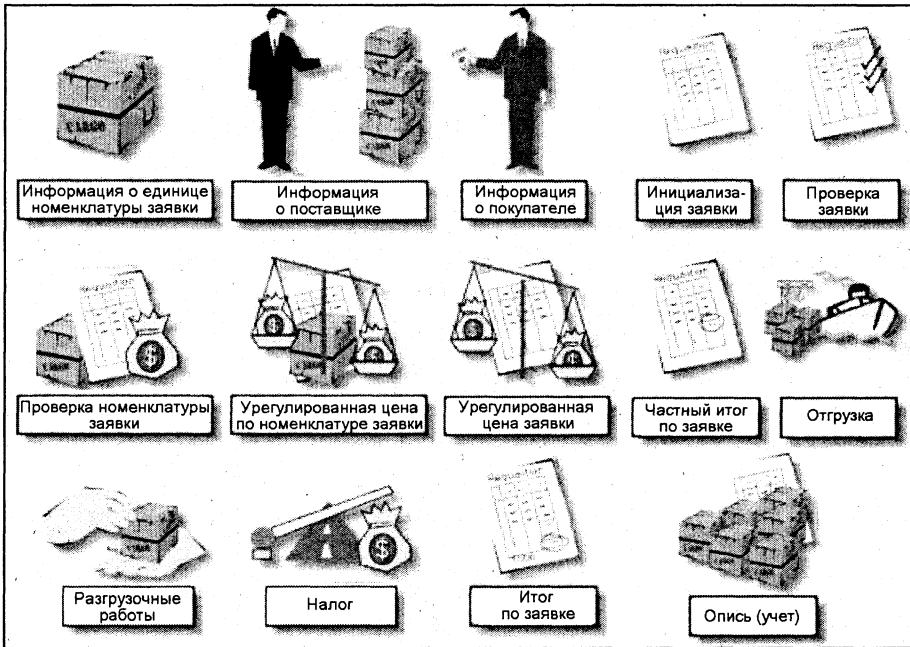 Информация о единице
номенклатуры заявки
Информация
о поставщике
Информация
о покупателе
Инициализа-
ция заявки
Проверка
заявки
Проверка номенклатуры
заявки
Урегулированная цена
по номенклатуре заявки
Урегулированная
цена заявки
Частный итог
по заявке
Отгрузка
Разгрузочные
работы
Налог
Итог
по заявке
Опись (учет)